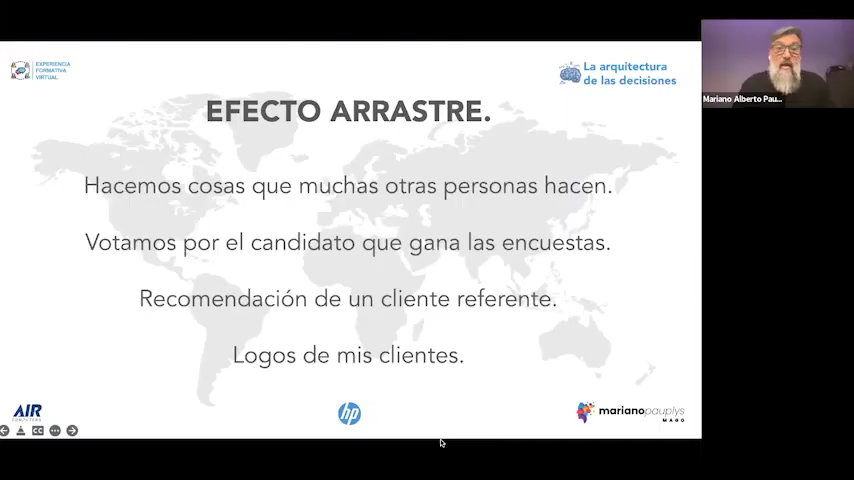 EXPERIENCIA
FORMATIVA
VIRTUAL
La arquitectura
de las decisiones
EFECTO ARRASTRE.
Hacemos cosas que muchas otras personas hacen.
Votamos por el candidato que gana las encuestas.
Recomendación de un cliente referente.
Logos de mis clientes.
AIR
COMPUTERS
hp
marianopauplys
MAGO
CC
Mariano Alberto Pau...